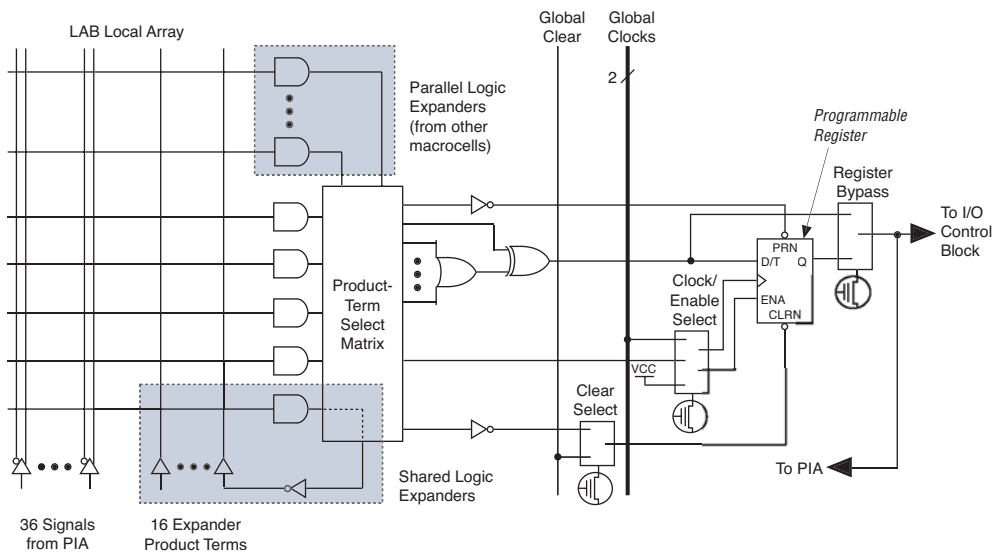 LAB Local Array
Global
Clear
Global
Clocks
2
Parallel Logic
Expanders
(from other
macrocells)
Programmable
Register
Register
Bypass
To I/O
Control
Block
PRN
D/T
Q
ENA
CLRN
Product-
Term
Select
Matrix
Clock/
Enable
Select
VCC
Clear
Select
To PIA
Shared Logic
Expanders
36 Signals
from PIA
16 Expander
Product Terms